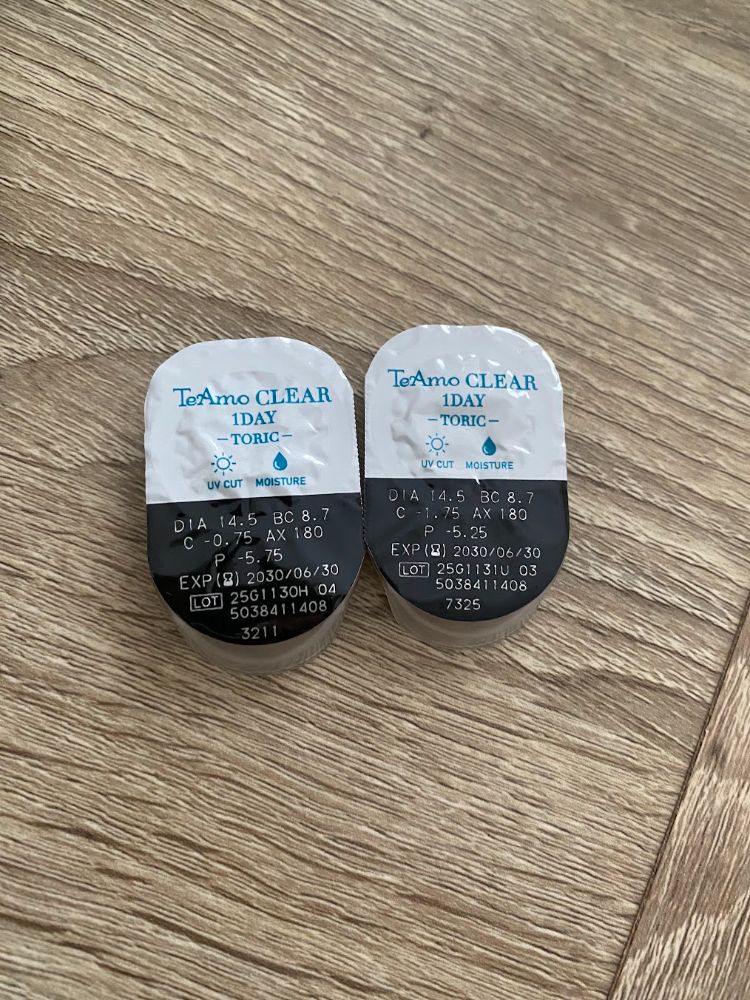 TeAmo CLEAR
1DAY
-TORIC-
UV CUT MOISTURE
DIA 14.5 BC 8.7
C -0.75 AX 180
P -5.75
EXP ( ) 2030/06/30
LOT 25G1130H 04
5038411408
3211
TeAmo CLEAR
1DAY
-TORIC-
UV CUT MOISTURE
DIA 14.5 BC 8.7
C -1.75 AX 180
P -5.25
EXP ( ) 2030/06/30
LOT 25G1131U 03
5038411408
7325